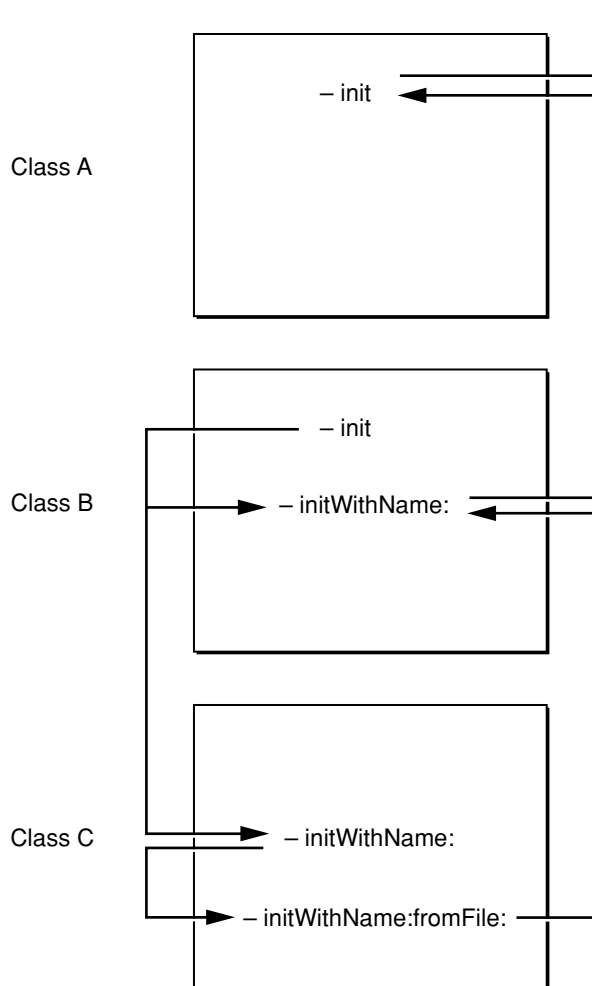 – init
Class A
– init
Class B
– initWithName:
Class C
– initWithName:
– initWithName:fromFile: